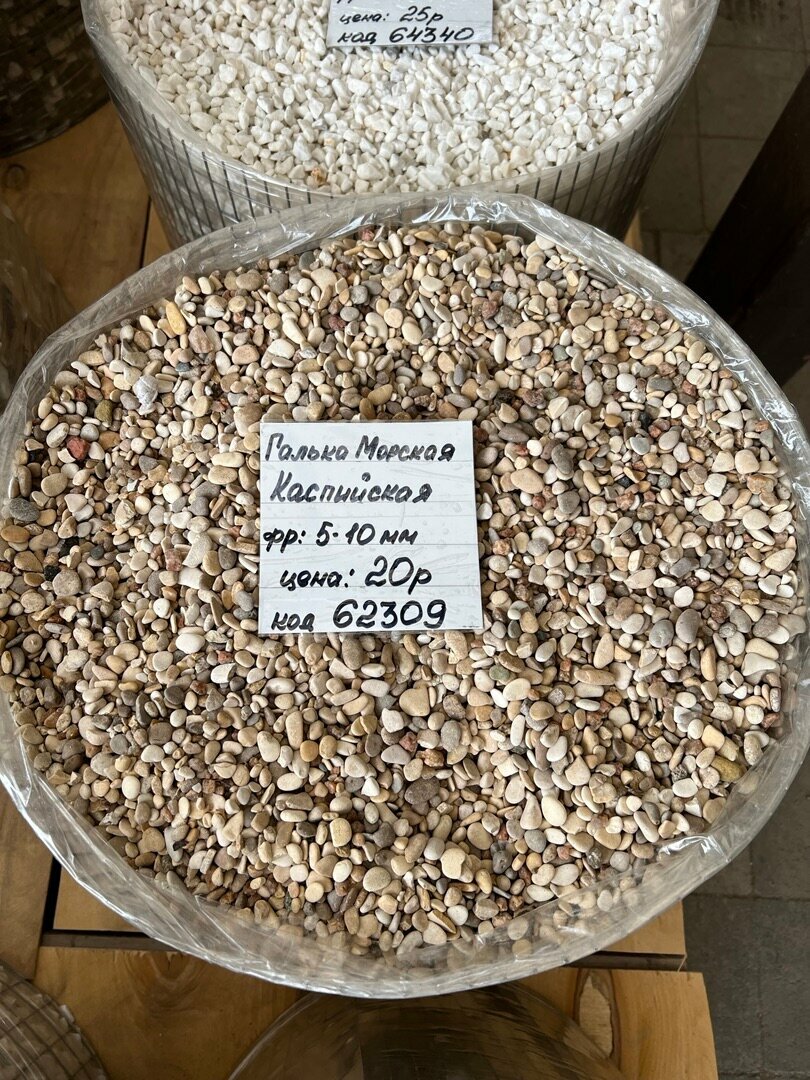 цена: 25р
код 64340
Галька Морская
Каспийская
фр: 5-10 мм
цена: 20р
код 62309